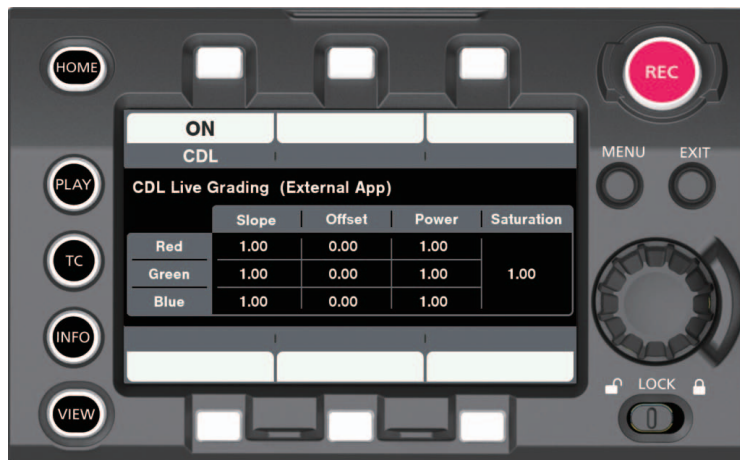 HOME
REC
ON
CDL
MENU EXIT
PLAY
CDL Live Grading (External App)
Slope Offset Power Saturation
Red 1.00 0.00 1.00
TC
Green 1.00 0.00 1.00 1.00
Blue 1.00 0.00 1.00
INFO
LOCK
VIEW